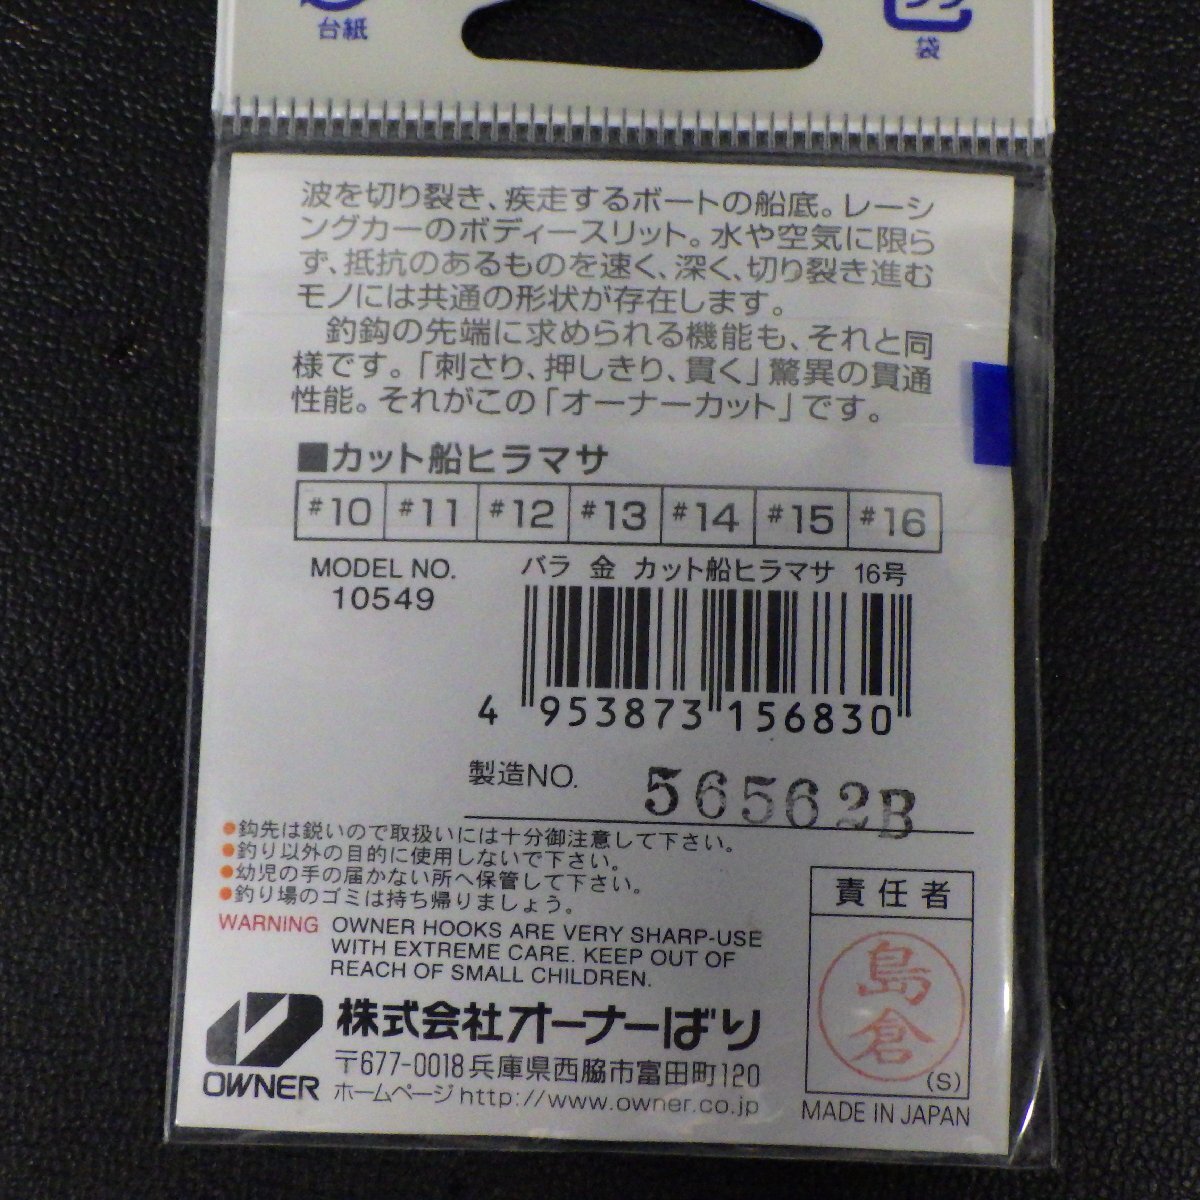 台紙
袋
波を切り裂き、疾走するボートの船底。レーシ
ングカーのボディースリット。水や空気に限ら
ず、抵抗のあるものを速く、深く、切り裂き進む
モノには共通の形状が存在します。
釣鈎の先端に求められる機能も、それと同
様です。「刺さり、押しきり、貫く」驚異の貫通
性能。それがこの「オーナーカット」です。
■カット船ヒラマサ
#10 #11 #12 #13 #14 #15 #16
MODEL NO.
10549
バラ 金 カット船ヒラマサ 16号
4 953873 156830
製造NO. 56562B
●鈎先は鋭いので取扱いには十分御注意して下さい。
●釣り以外の目的に使用しないで下さい。
●幼児の手の届かない所へ保管して下さい。
●釣り場のゴミは持ち帰りましょう。
WARNING OWNER HOOKS ARE VERY SHARP-USE
WITH EXTREME CARE. KEEP OUT OF
REACH OF SMALL CHILDREN.
責任者
島倉
(S)
OWNER
株式会社オーナーばり
〒677-0018兵庫県西脇市富田町120
ホームページhttp://www.owner.co.jp
MADE IN JAPAN